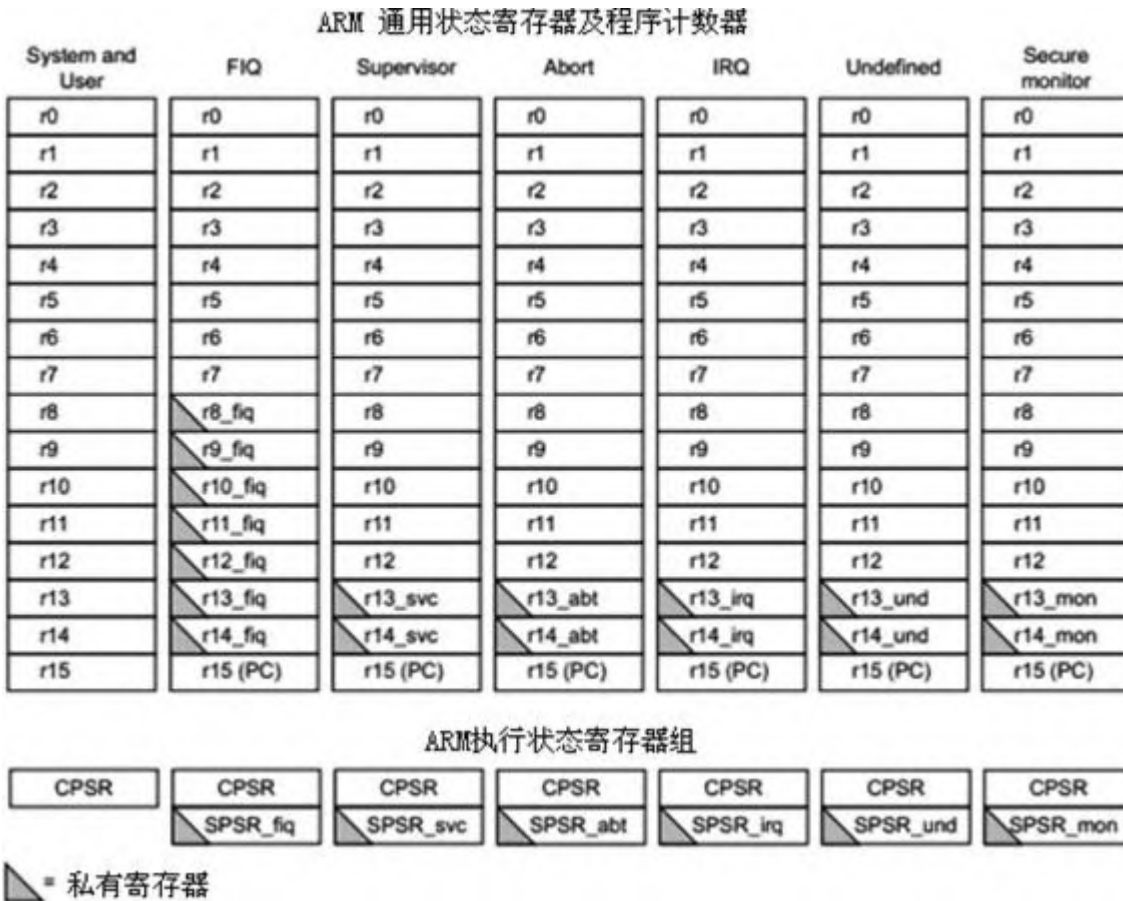 ARM 通用状态寄存器及程序计数器
System and User FIQ Supervisor Abort IRQ Undefined Secure monitor
r0 r0 r0 r0 r0 r0 r0
r1 r1 r1 r1 r1 r1 r1
r2 r2 r2 r2 r2 r2 r2
r3 r3 r3 r3 r3 r3 r3
r4 r4 r4 r4 r4 r4 r4
r5 r5 r5 r5 r5 r5 r5
r6 r6 r6 r6 r6 r6 r6
r7 r7 r7 r7 r7 r7 r7
r8 r8_fiq r8 r8 r8 r8 r8
r9 r9_fiq r9 r9 r9 r9 r9
r10 r10_fiq r10 r10 r10 r10 r10
r11 r11_fiq r11 r11 r11 r11 r11
r12 r12_fiq r12 r12 r12 r12 r12
r13 r13_fiq r13_svc r13_abt r13_irq r13_und r13_mon
r14 r14_fiq r14_svc r14_abt r14_irq r14_und r14_mon
r15 r15 (PC) r15 (PC) r15 (PC) r15 (PC) r15 (PC) r15 (PC)
ARM执行状态寄存器组
CPSR CPSR CPSR CPSR CPSR CPSR CPSR
SPSR_fiq SPSR_svc SPSR_abt SPSR_irq SPSR_und SPSR_mon
= 私有寄存器